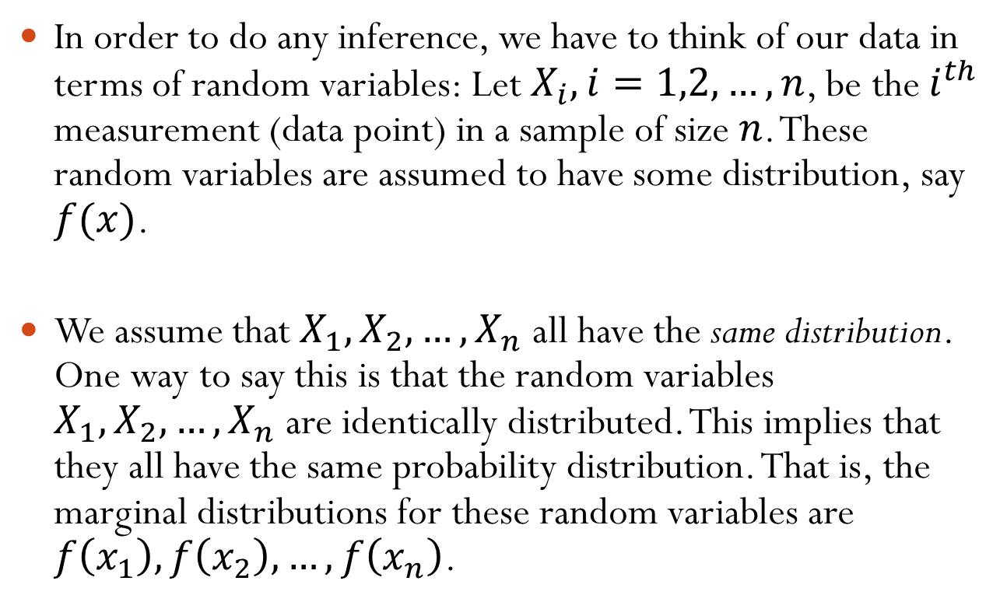 • In order to do any inference, we have to think of our data in
terms of random variables: Let $X_i, i = 1,2, \ldots, n$, be the $i^{th}$
measurement (data point) in a sample of size $n$. These
random variables are assumed to have some distribution, say
$f(x)$.
• We assume that $X_1, X_2, \ldots, X_n$ all have the same distribution.
One way to say this is that the random variables
$X_1, X_2, \ldots, X_n$ are identically distributed. This implies that
they all have the same probability distribution. That is, the
marginal distributions for these random variables are
$f(x_1), f(x_2), \ldots, f(x_n)$.